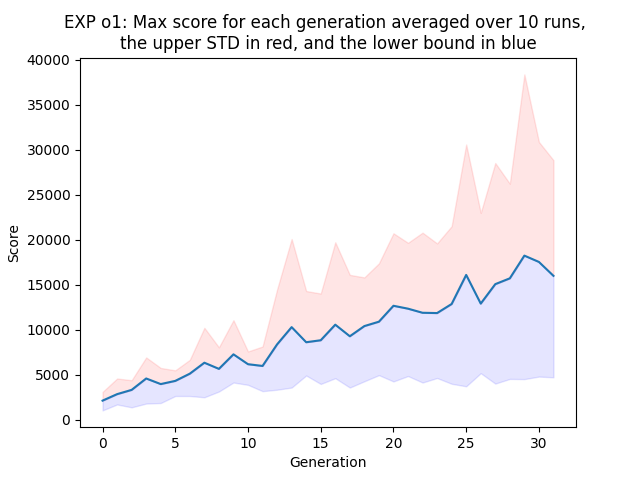 EXP o1: Max score for each generation averaged over 10 runs,
the upper STD in red, and the lower bound in blue
40000
35000
30000
25000
20000
15000
10000
5000
0
Score
0 5 10 15 20 25 30
Generation